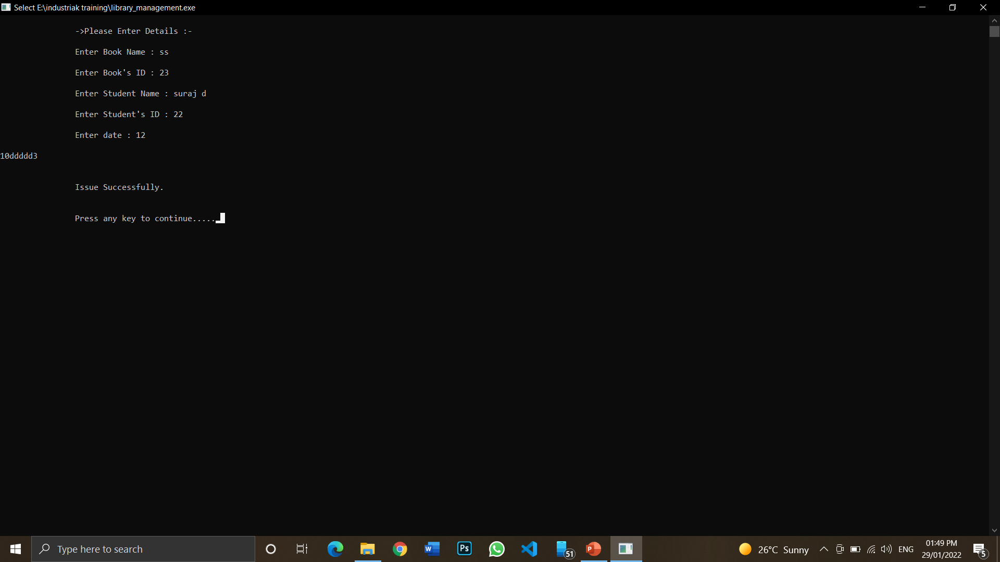 Select E:\industriak training\library_management.exe
->Please Enter Details :-
Enter Book Name : ss
Enter Book's ID : 23
Enter Student Name : suraj d
Enter Student's ID : 22
Enter date : 12
10ddddd3
Issue Successfully.
Press any key to continue.....
Type here to search
W
Ps
51
P
26°C Sunny
ENG
01:49 PM
29/01/2022
5